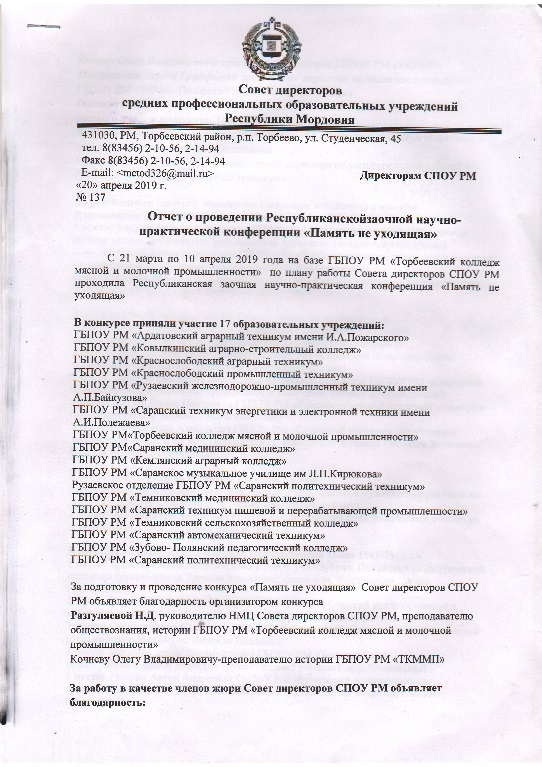 Совет директоров
средних профессиональных образовательных учреждений
Республики Мордовия
431030, РМ, Торбеевский район, р.п. Торбеево, ул. Студенческая, 45
тел. 8(83456) 2-10-56, 2-14-94
Факс 8(83456) 2-10-56, 2-14-94
E-mail: <metod326@mail.ru>
Директорам СПОУ РМ
«20» апреля 2019 г.
№ 137
Отчет о проведении Республиканскойзаочной научно-
практической конференции «Память не уходящая»
С 21 марта по 10 апреля 2019 года на базе ГБПОУ РМ «Торбеевский колледж
мясной и молочной промышленности» по плану работы Совета директоров СПОУ РМ
проходила Республиканская заочная научно-практическая конференция «Память не
уходящая»
В конкурсе приняли участие 17 образовательных учреждений:
ГБПОУ РМ «Ардатовский аграрный техникум имени И.А.Пожарского»
ГБПОУ РМ «Ковылкинский аграрно-строительный колледж»
ГБПОУ РМ «Краснослободский аграрный техникум»
ГБПОУ РМ «Краснослободский промышленный техникум»
ГБПОУ РМ «Рузаевский железнодорожно-промышленный техникум имени
А.П.Байкузова»
ГБПОУ РМ «Саранский техникум энергетики и электронной техники имени
А.И.Полежаева»
ГБПОУ РМ«Торбеевский колледж мясной и молочной промышленности»
ГБПОУ РМ«Саранский медицинский колледж»
ГБПОУ РМ «Кемлянский аграрный колледж»
ГБПОУ РМ «Саранское музыкальное училище им Л.П.Кирюкова»
Рузаевское отделение ГБПОУ РМ «Саранский политехнический техникум»
ГБПОУ РМ «Темниковский медицинский колледж»
ГБПОУ РМ «Саранский техникум пищевой и перерабатывающей промышленности»
ГБПОУ РМ «Темниковский сельскохозяйственный колледж»
ГБПОУ РМ «Саранский автомеханический техникум»
ГБПОУ РМ «Зубово- Полянский педагогический колледж»
ГБПОУ РМ «Саранский политехнический техникум»
За подготовку и проведение конкурса «Память не уходящая» Совет директоров СПОУ
РМ объявляет благодарность организатором конкурса
Разгуляевой Н.Д. руководителю НМЦ Совета директоров СПОУ РМ, преподавателю
обществознания, истории ГБПОУ РМ «Торбеевский колледж мясной и молочной
промышленности»
Кочневу Олегу Владимировичу-преподавателю истории ГБПОУ РМ «ТКММП»
За работу в качестве членов жюри Совет директоров СПОУ РМ объявляет
благодарность: